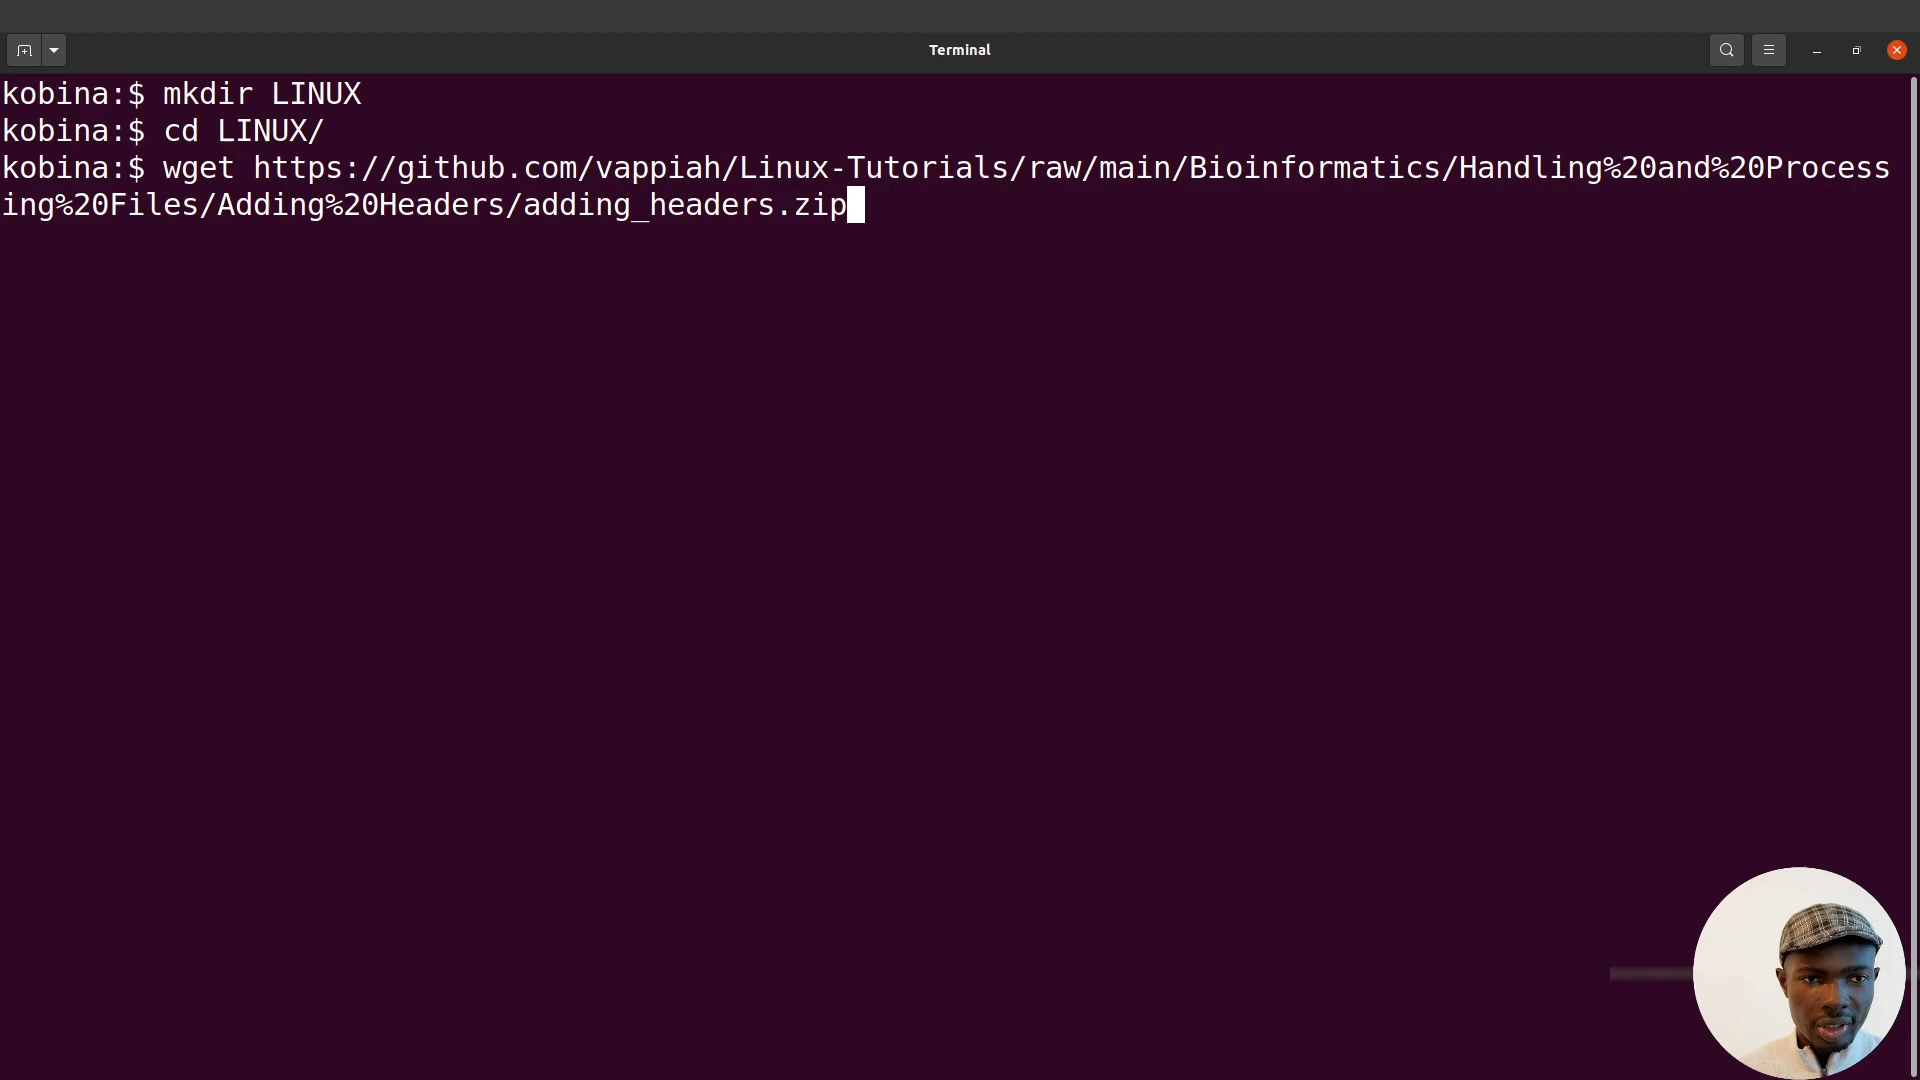 Terminal
kobina:$ mkdir LINUX
kobina:$ cd LINUX/
kobina:$ wget https://github.com/vappiah/Linux-Tutorials/raw/main/Bioinformatics/Handling%20and%20Process
ing%20Files/Adding%20Headers/adding_headers.zip